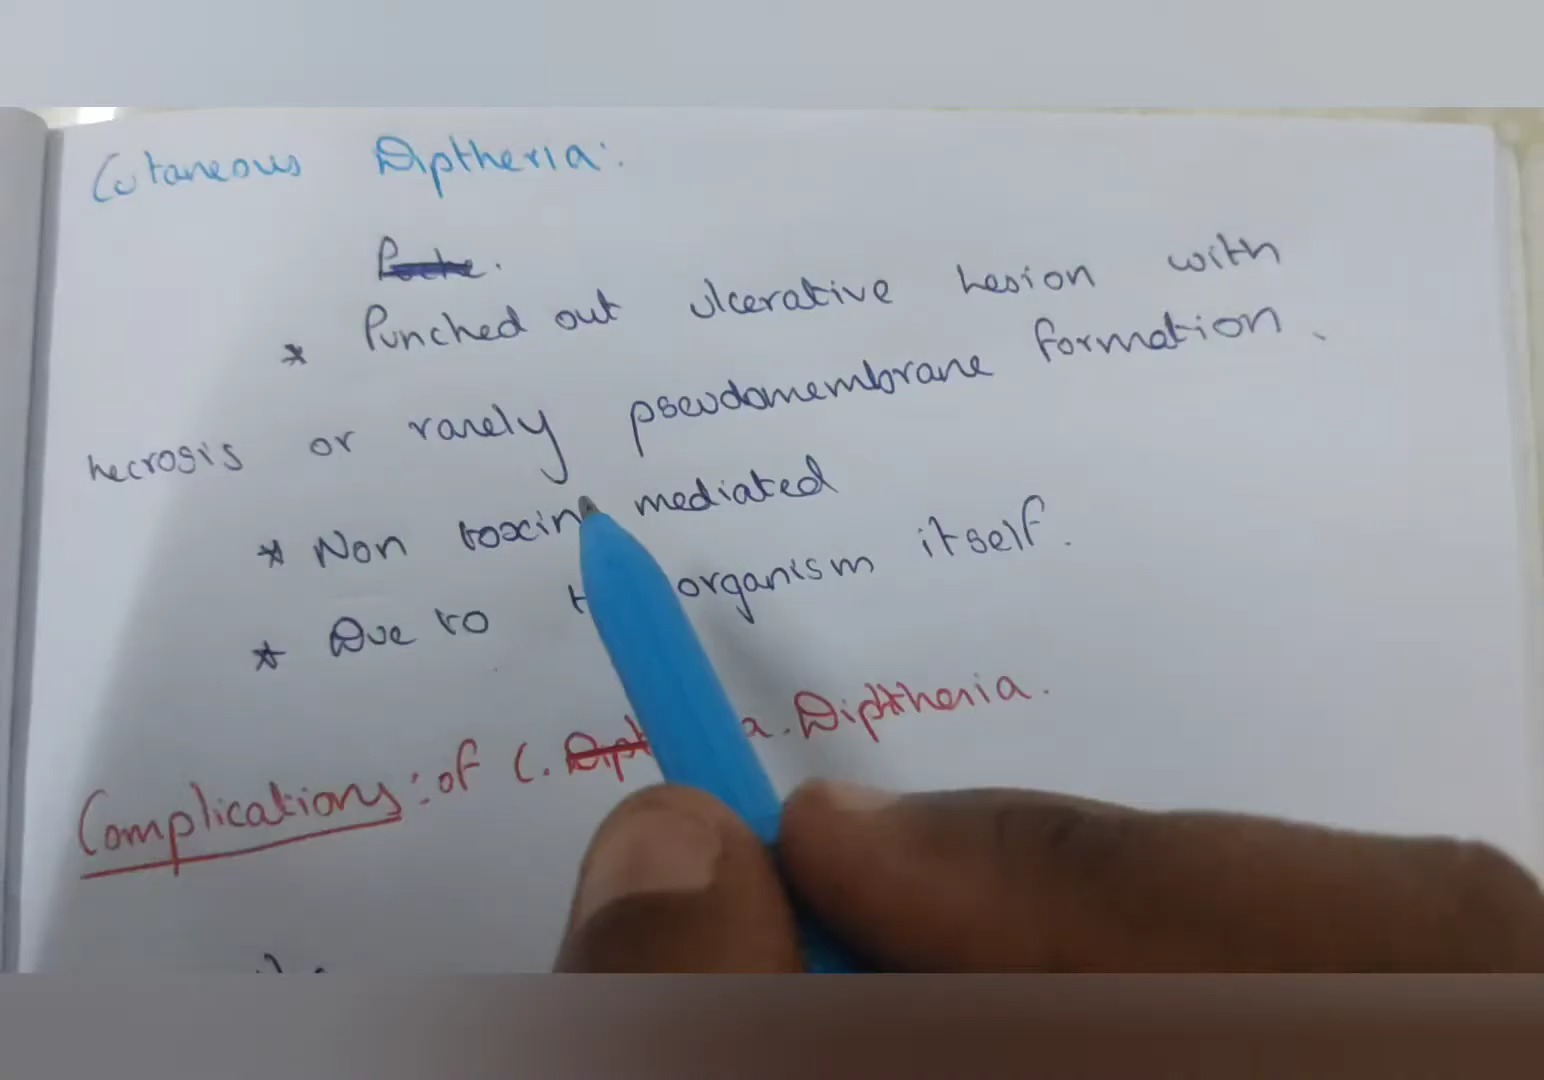 Cutaneous Diptheria:
* Punched out ulcerative lesion with
necrosis or rarely pseudomembrane formation.
* Non toxin mediated
* Due to organism itself.
Complications: of C. Diphtheria.